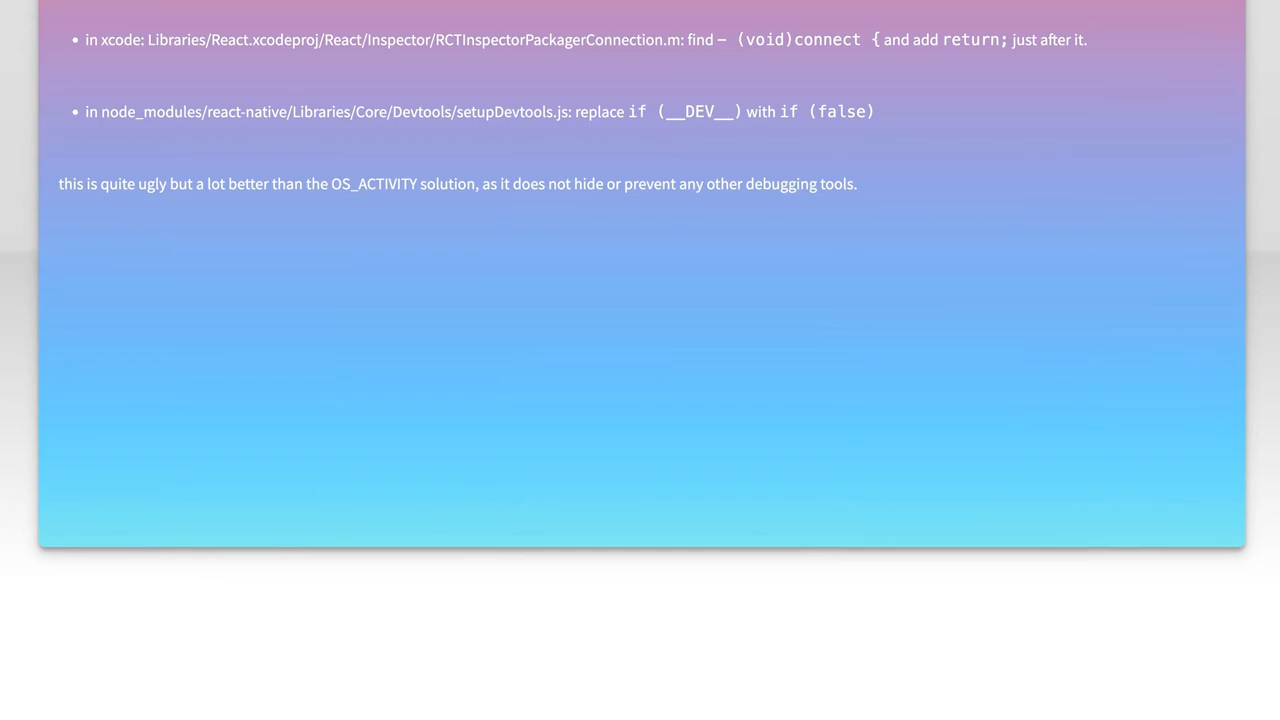 • in xcode: Libraries/React.xcodeproj/React/Inspector/RCTInspectorPackagerConnection.m: find - (void)connect { and add return; just after it.
• in node_modules/react-native/Libraries/Core/Devtools/setupDevtools.js: replace if (__DEV__) with if (false)
this is quite ugly but a lot better than the OS_ACTIVITY solution, as it does not hide or prevent any other debugging tools.